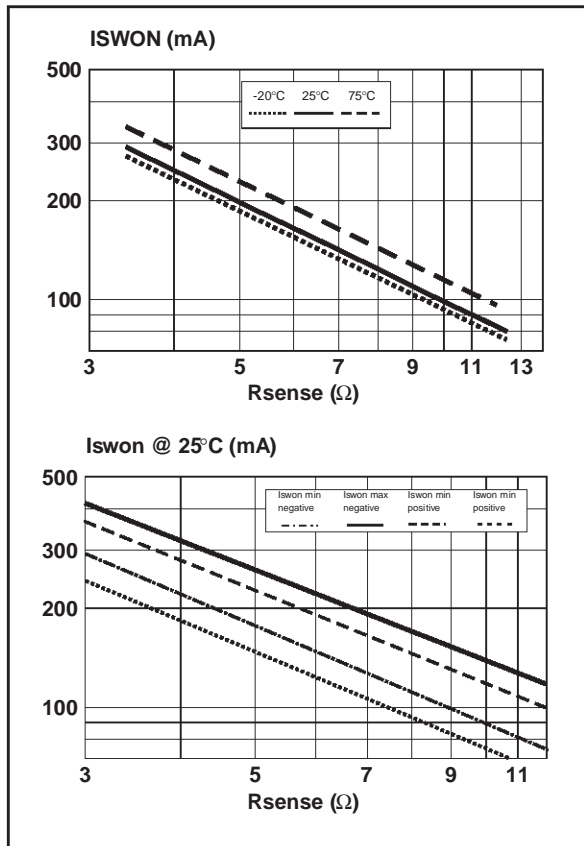 ISWON (mA)
500
-20°C 25°C 75°C
300
200
100
3 5 7 9 11 13
Rsense (Ω)
Iswon @ 25°C (mA)
500
Iswon min Iswon max Iswon min Iswon min
negative negative positive positive
300
200
100
3 5 7 9 11
Rsense (Ω)